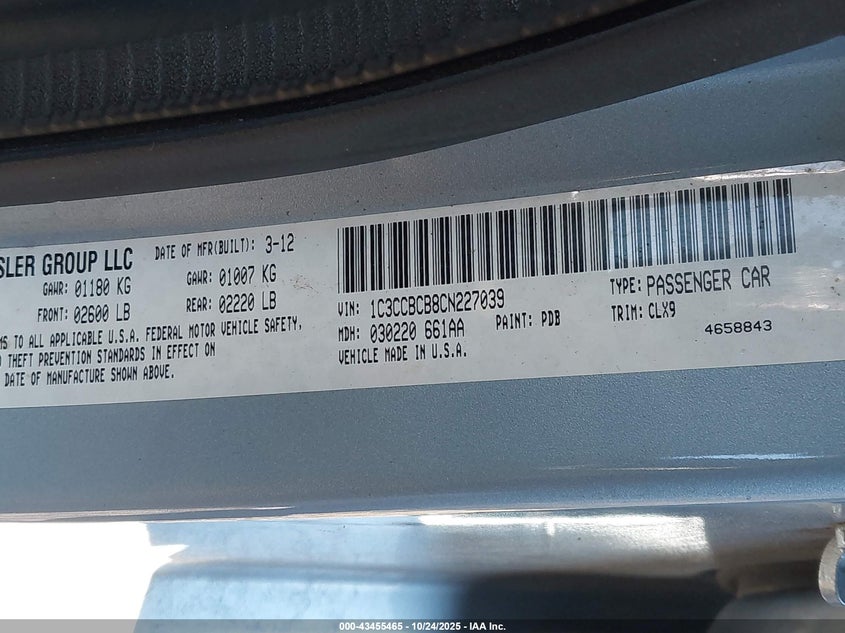 SLER GROUP LLC
DATE OF MFR(BUILT): 3-12
GAWR: 01180 KG
GAWR: 01007 KG
FRONT: 02600 LB
REAR: 02220 LB
MS TO ALL APPLICABLE U.S.A. FEDERAL MOTOR VEHICLE SAFETY,
THEFT PREVENTION STANDARDS IN EFFECT ON
DATE OF MANUFACTURE SHOWN ABOVE.
VIN: 1C3CCBCB8CN227039
TYPE: PASSENGER CAR
MDH: 030220 661AA
PAINT: PDB
TRIM: CLX9
VEHICLE MADE IN U.S.A.
4658843
000-43455465 - 10/24/2025 - IAA Inc.